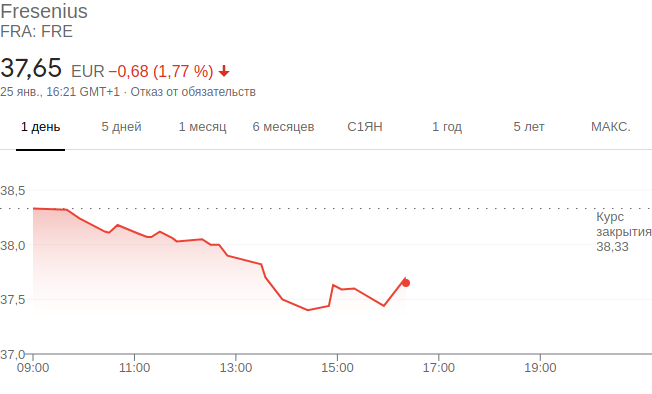 Fresenius
FRA: FRE
37,65 EUR −0,68 (1,77 %)
25 янв., 16:21 GMT+1 · Отказ от обязательств
1 день 5 дней 1 месяц 6 месяцев С1ЯН 1 год 5 лет МАКС.
38,5
Курс
закрытия
38,33
38,0
37,5
37,0
09:00 11:00 13:00 15:00 17:00 19:00